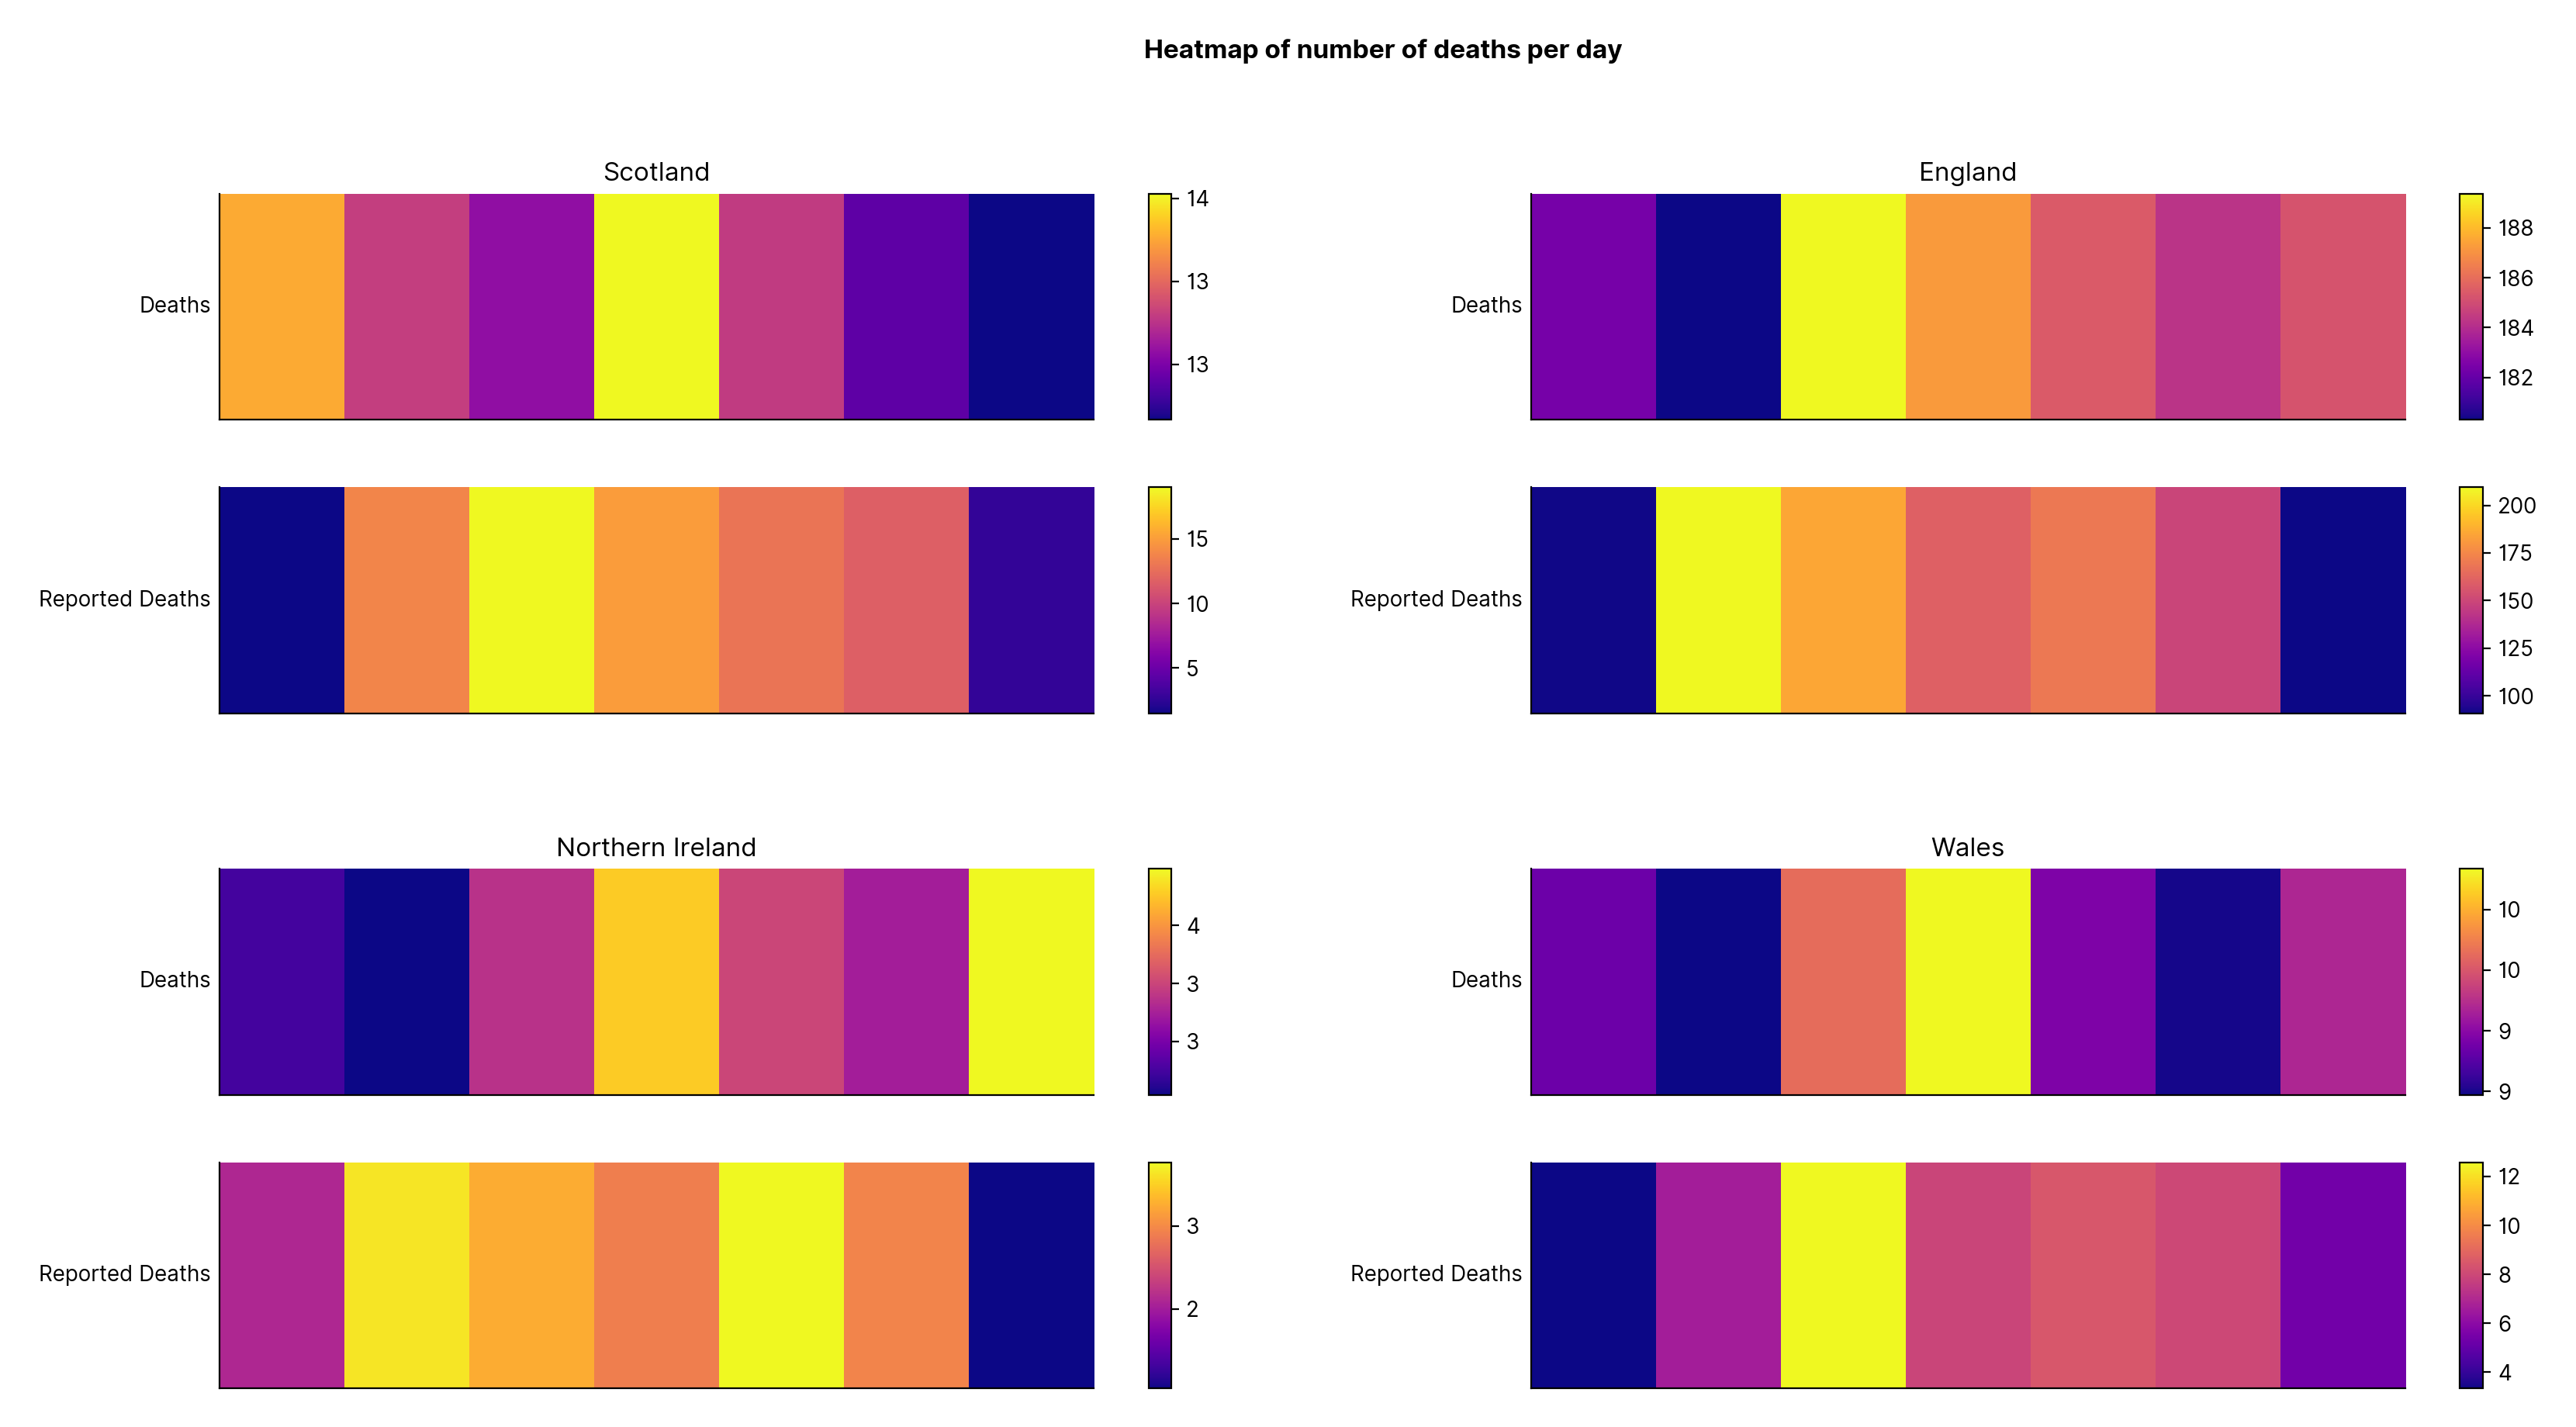 Heatmap of number of deaths per day
Scotland
Deaths
14
13
13
Reported Deaths
15
10
5
England
Deaths
188
186
184
182
Reported Deaths
200
175
150
125
100
Northern Ireland
Deaths
4
3
3
Reported Deaths
3
2
Wales
Deaths
10
10
9
9
Reported Deaths
12
10
8
6
4